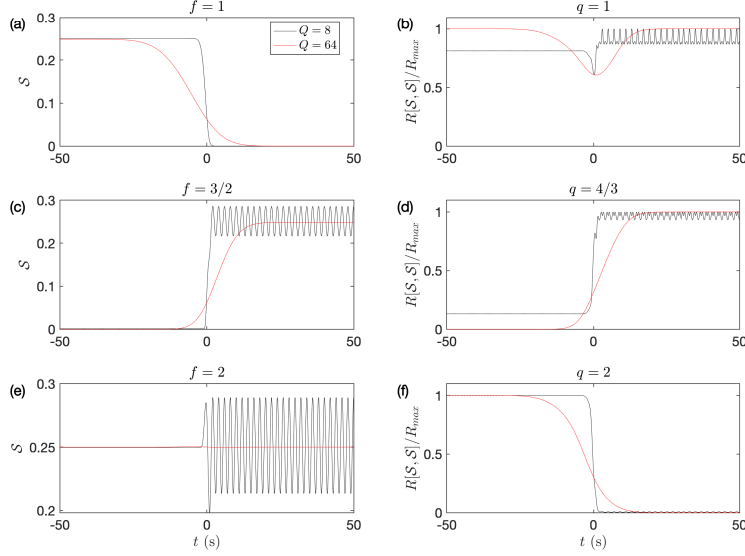 (a)
f = 1
0.3
0.2
0.1
0
𝒮
-50
0
50
Q = 8
Q = 64
(b)
q = 1
1
0.5
0
R[𝒮, 𝒮]/R_max
-50
0
50
(c)
f = 3/2
0.3
0.2
0.1
0
𝒮
-50
0
50
(d)
q = 4/3
1
0.5
0
R[𝒮, 𝒮]/R_max
-50
0
50
(e)
f = 2
0.3
0.25
0.2
𝒮
-50
0
50
t (s)
(f)
q = 2
1
0.5
0
R[𝒮, 𝒮]/R_max
-50
0
50
t (s)